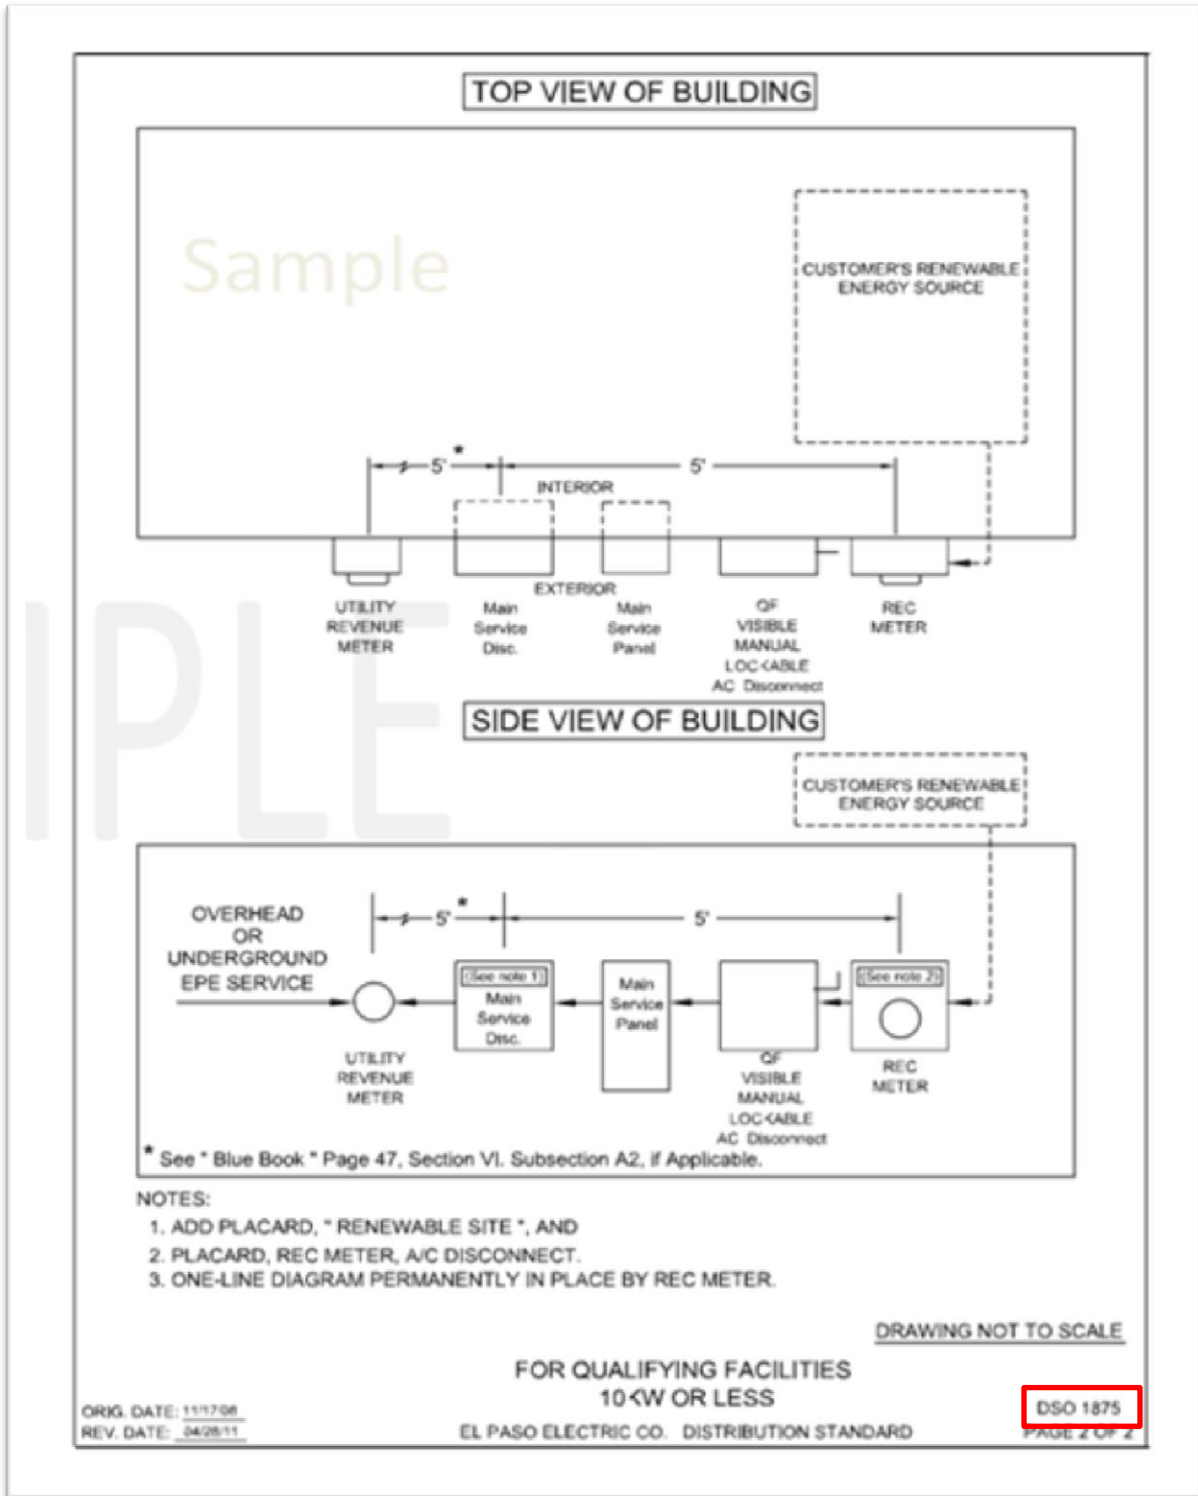 TOP VIEW OF BUILDING
Sample
CUSTOMER'S RENEWABLE
ENERGY SOURCE
5' *
5'
INTERIOR
EXTERIOR
UTILITY
REVENUE
METER
Main
Service
Disc.
Main
Service
Panel
QF
VISIBLE
MANUAL
LOCKABLE
AC Disconnect
REC
METER
IPLE
SIDE VIEW OF BUILDING
CUSTOMER'S RENEWABLE
ENERGY SOURCE
5' *
5'
OVERHEAD
OR
UNDERGROUND
EPE SERVICE
UTILITY
REVENUE
METER
(See note 1)
Main
Service
Disc.
Main
Service
Panel
QF
VISIBLE
MANUAL
LOCKABLE
AC Disconnect
(See note 2)
REC
METER
* See " Blue Book " Page 47, Section VI. Subsection A2, if Applicable.
NOTES:
1. ADD PLACARD, " RENEWABLE SITE ", AND
2. PLACARD, REC METER, A/C DISCONNECT.
3. ONE-LINE DIAGRAM PERMANENTLY IN PLACE BY REC METER.
DRAWING NOT TO SCALE
FOR QUALIFYING FACILITIES
10KW OR LESS
ORIG. DATE: 11/17/08
REV. DATE: 04/28/11
EL PASO ELECTRIC CO. DISTRIBUTION STANDARD
DSO 1875
PAGE 2 OF 2